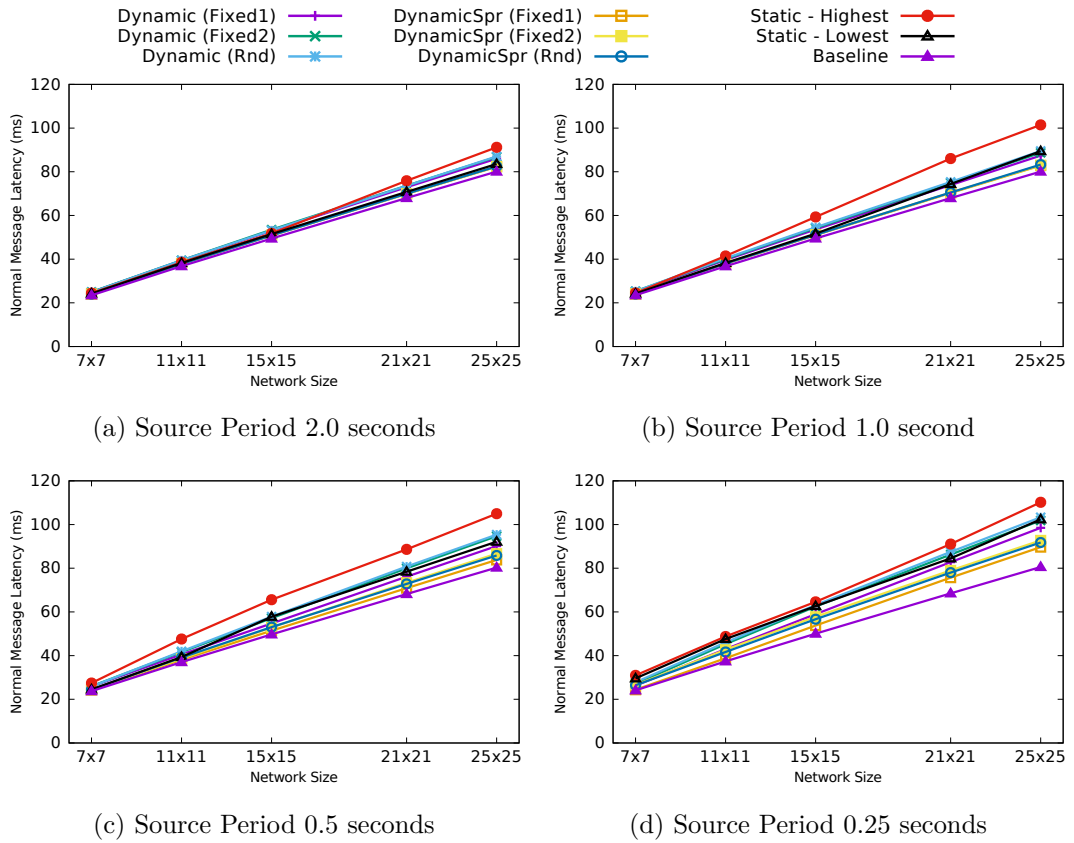 Dynamic (Fixed1)
Dynamic (Fixed2)
Dynamic (Rnd)
DynamicSpr (Fixed1)
DynamicSpr (Fixed2)
DynamicSpr (Rnd)
Static - Highest
Static - Lowest
Baseline
Normal Message Latency (ms)
120
100
80
60
40
20
0
7x7 11x11 15x15 21x21 25x25
Network Size
(a) Source Period 2.0 seconds
Normal Message Latency (ms)
120
100
80
60
40
20
0
7x7 11x11 15x15 21x21 25x25
Network Size
(b) Source Period 1.0 second
Normal Message Latency (ms)
120
100
80
60
40
20
0
7x7 11x11 15x15 21x21 25x25
Network Size
(c) Source Period 0.5 seconds
Normal Message Latency (ms)
120
100
80
60
40
20
0
7x7 11x11 15x15 21x21 25x25
Network Size
(d) Source Period 0.25 seconds